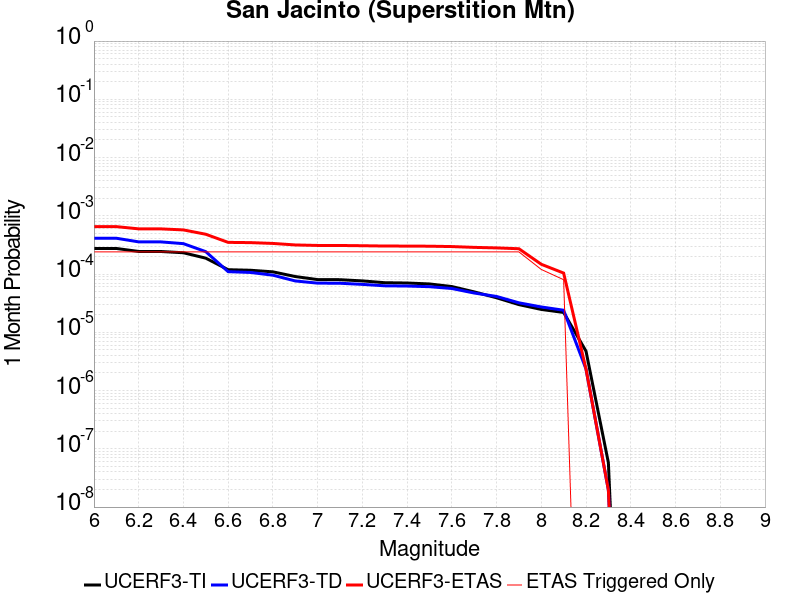 San Jacinto (Superstition Mtn)
10^0
10^-1
10^-2
10^-3
10^-4
10^-5
10^-6
10^-7
10^-8
1 Month Probability
6 6.2 6.4 6.6 6.8 7 7.2 7.4 7.6 7.8 8 8.2 8.4 8.6 8.8 9
Magnitude
UCERF3-TI UCERF3-TD UCERF3-ETAS ETAS Triggered Only